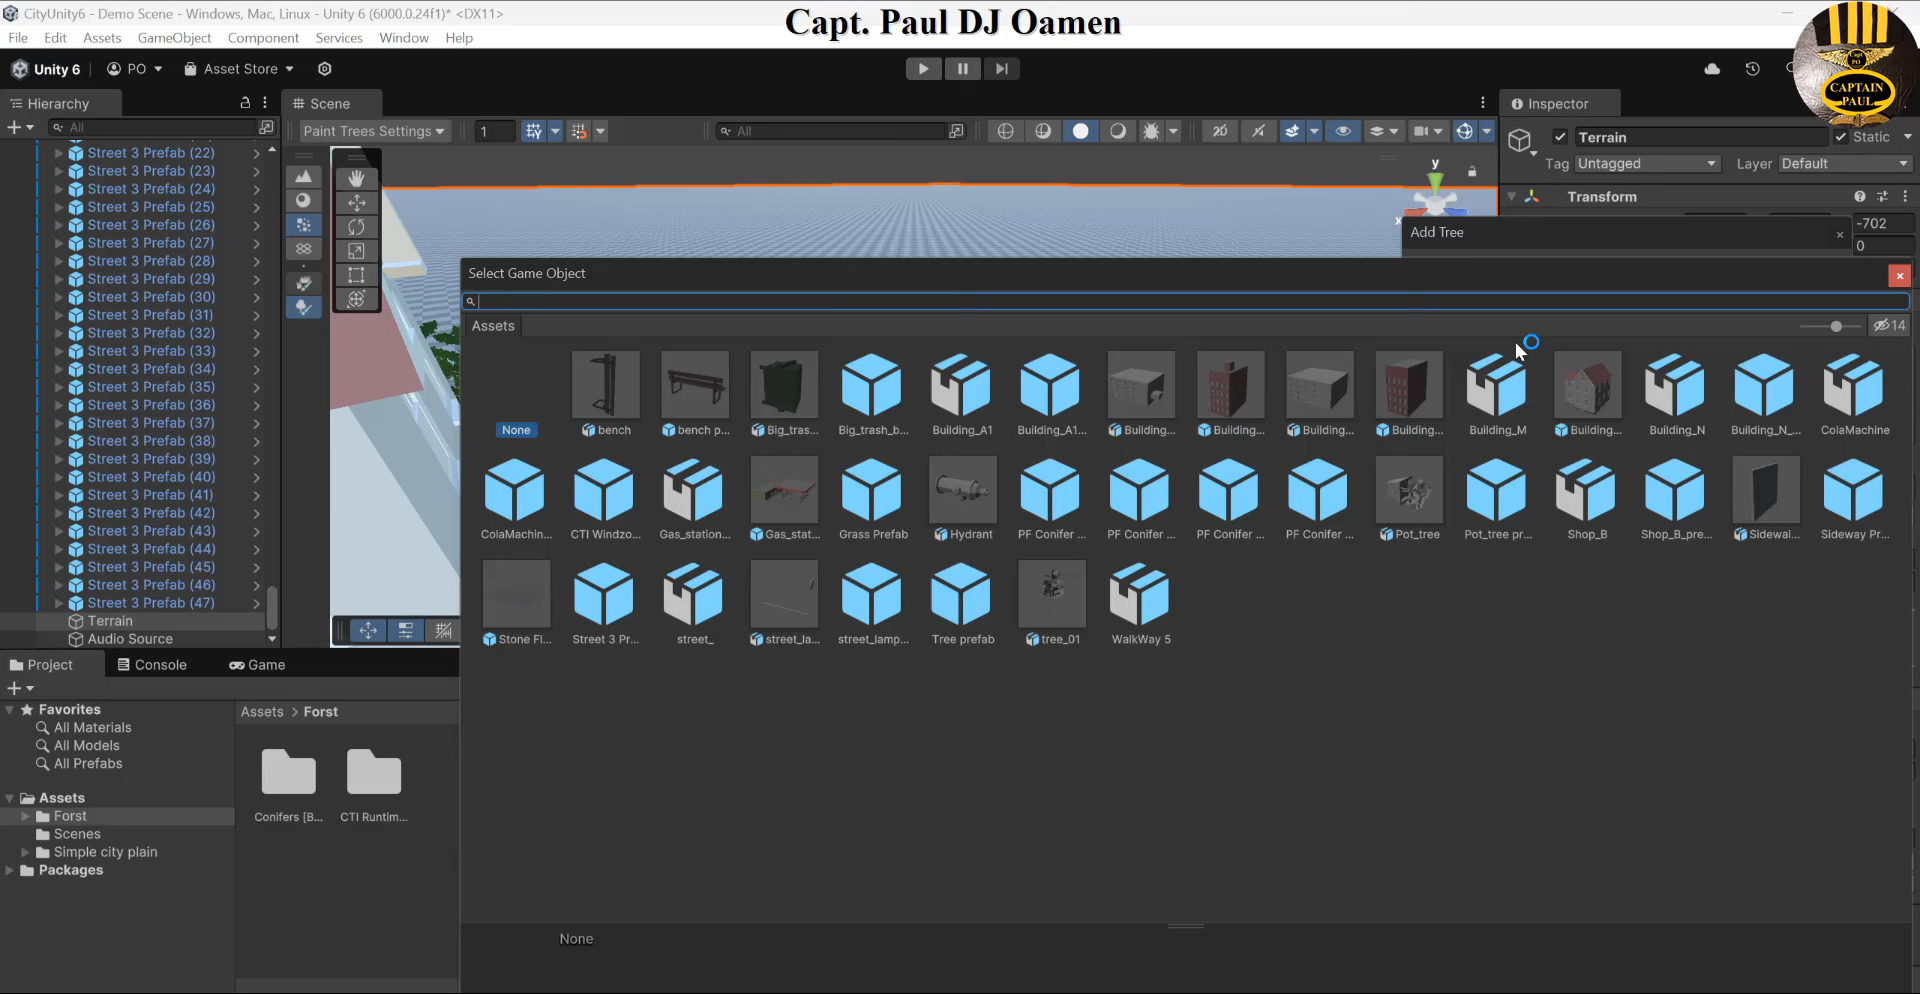 CityUnity6 - Demo Scene - Windows, Mac, Linux - Unity 6 (6000.0.24f1)* <DX11>
Capt. Paul DJ Oamen
File Edit Assets GameObject Component Services Window Help
Unity 6 PO Asset Store
CAPTAIN
PAUL
Hierarchy
Scene
Inspector
All
Paint Trees Settings 1 All
2D
Terrain
Static
Tag Untagged Layer Default
Transform
-702
0
y
x
Street 3 Prefab (22)
Street 3 Prefab (23)
Street 3 Prefab (24)
Street 3 Prefab (25)
Street 3 Prefab (26)
Street 3 Prefab (27)
Street 3 Prefab (28)
Street 3 Prefab (29)
Street 3 Prefab (30)
Street 3 Prefab (31)
Street 3 Prefab (32)
Street 3 Prefab (33)
Street 3 Prefab (34)
Street 3 Prefab (35)
Street 3 Prefab (36)
Street 3 Prefab (37)
Street 3 Prefab (38)
Street 3 Prefab (39)
Street 3 Prefab (40)
Street 3 Prefab (41)
Street 3 Prefab (42)
Street 3 Prefab (43)
Street 3 Prefab (44)
Street 3 Prefab (45)
Street 3 Prefab (46)
Street 3 Prefab (47)
Terrain
Audio Source
Add Tree
Select Game Object
Assets
14
None bench bench p... Big_tras... Big_trash_b... Building_A1 Building_A1... Building... Building... Building... Building... Building_M Building... Building_N Building_N_... ColaMachine
ColaMachin... CTI Windzo... Gas_station... Gas_stat... Grass Prefab Hydrant PF Conifer ... PF Conifer ... PF Conifer ... PF Conifer ... Pot_tree Pot_tree pr... Shop_B Shop_B_pre... Sidewal... Sideway Pr...
Stone Fl... Street 3 Pr... street_ street_la... street_lamp... Tree prefab tree_01 WalkWay 5
None
Project Console Game
Favorites
All Materials
All Models
All Prefabs
Assets
Forst
Scenes
Simple city plain
Packages
Assets > Forst
Conifers [B... CTI Runtim...